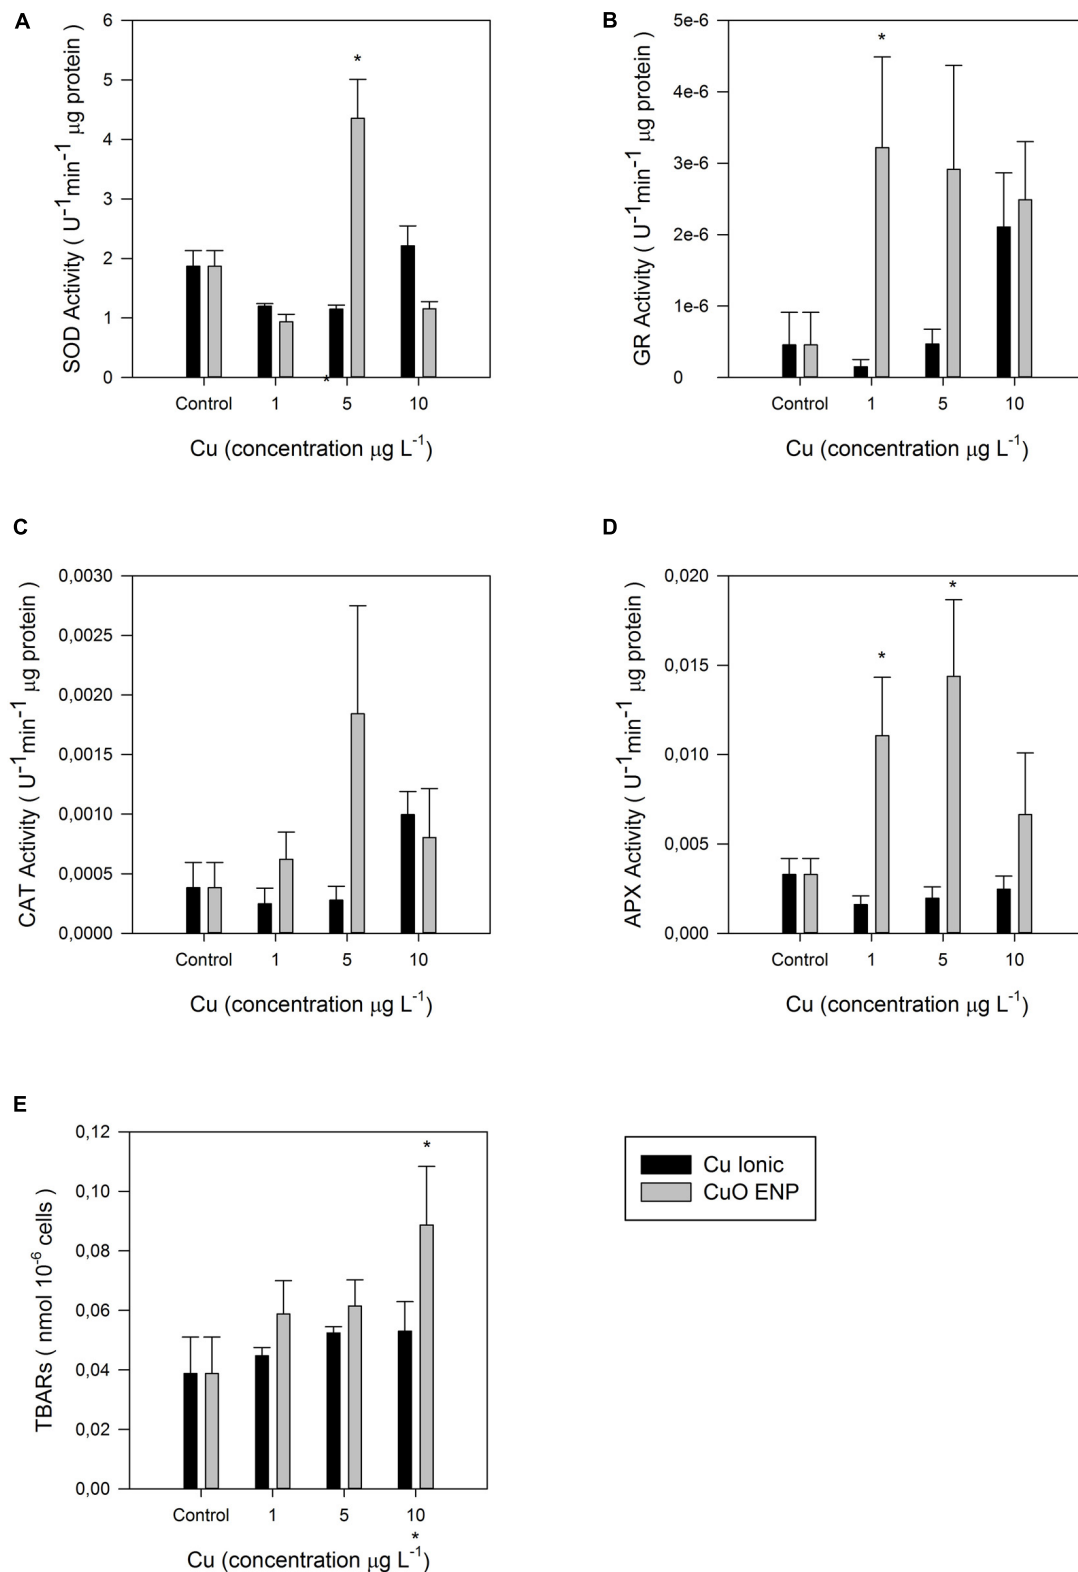 A
SOD Activity ( U⁻¹min⁻¹ μg protein )
6
5
4
3
2
1
0
*
*
Control 1 5 10
Cu (concentration μg L⁻¹)
B
GR Activity ( U⁻¹min⁻¹ μg protein )
5e-6
4e-6
3e-6
2e-6
1e-6
0
*
Control 1 5 10
Cu (concentration μg L⁻¹)
C
CAT Activity ( U⁻¹min⁻¹ μg protein )
0,0030
0,0025
0,0020
0,0015
0,0010
0,0005
0,0000
Control 1 5 10
Cu (concentration μg L⁻¹)
D
APX Activity ( U⁻¹min⁻¹ μg protein )
0,020
0,015
0,010
0,005
0,000
*
*
Control 1 5 10
Cu (concentration μg L⁻¹)
E
TBARs ( nmol 10⁻⁶ cells )
0,12
0,10
0,08
0,06
0,04
0,02
0,00
*
Control 1 5 10
*
Cu (concentration μg L⁻¹)
Cu Ionic
CuO ENP